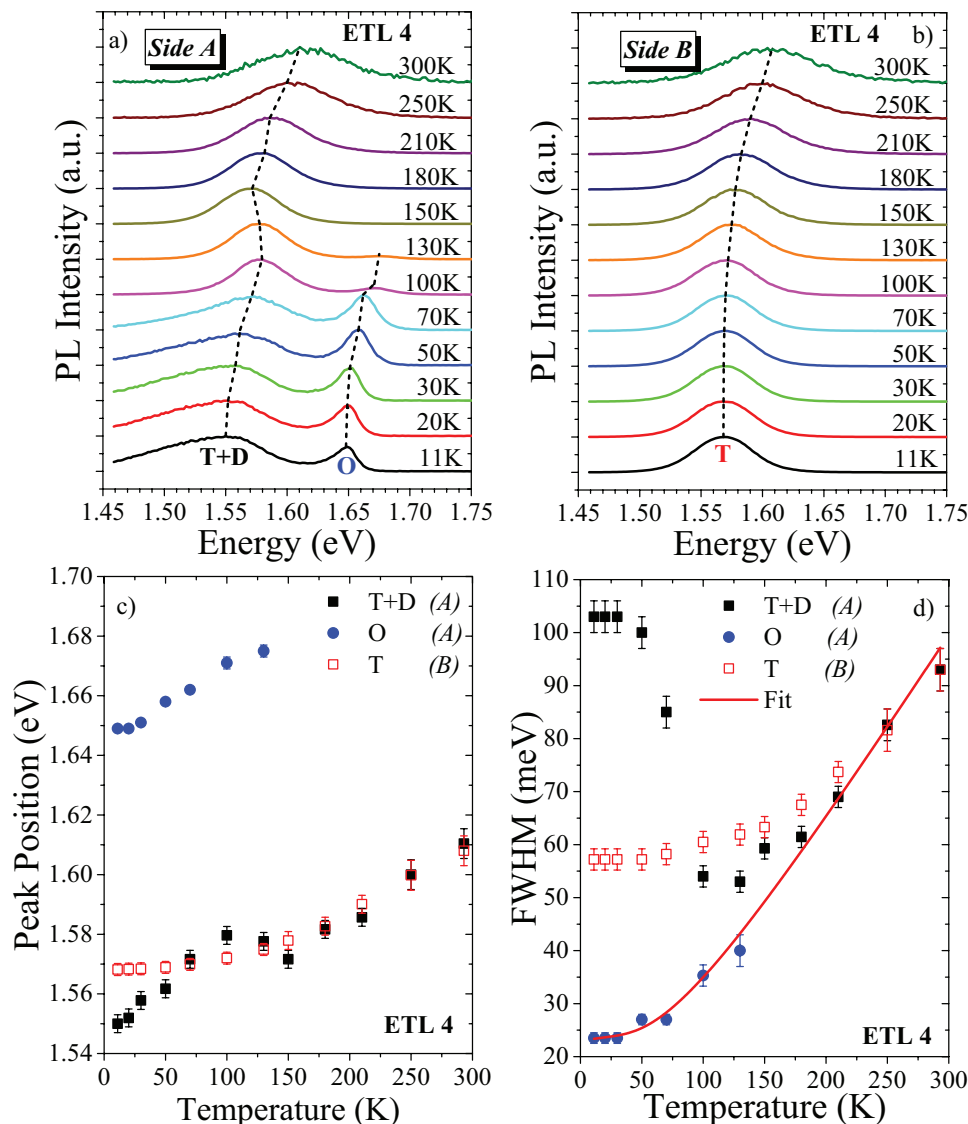 a) Side A ETL 4
300K
250K
210K
180K
150K
130K
100K
70K
50K
30K
20K
11K
T+D O
1.45 1.50 1.55 1.60 1.65 1.70 1.75
Energy (eV)
PL Intensity (a.u.)
Side B ETL 4 b)
300K
250K
210K
180K
150K
130K
100K
70K
50K
30K
20K
11K
T
1.45 1.50 1.55 1.60 1.65 1.70 1.75
Energy (eV)
PL Intensity (a.u.)
c)
T+D (A)
O (A)
T (B)
1.70
1.68
1.66
1.64
1.62
1.60
1.58
1.56
1.54
Peak Position (eV)
ETL 4
0 50 100 150 200 250 300
Temperature (K)
d)
T+D (A)
O (A)
T (B)
Fit
110
100
90
80
70
60
50
40
30
20
FWHM (meV)
ETL 4
0 50 100 150 200 250 300
Temperature (K)